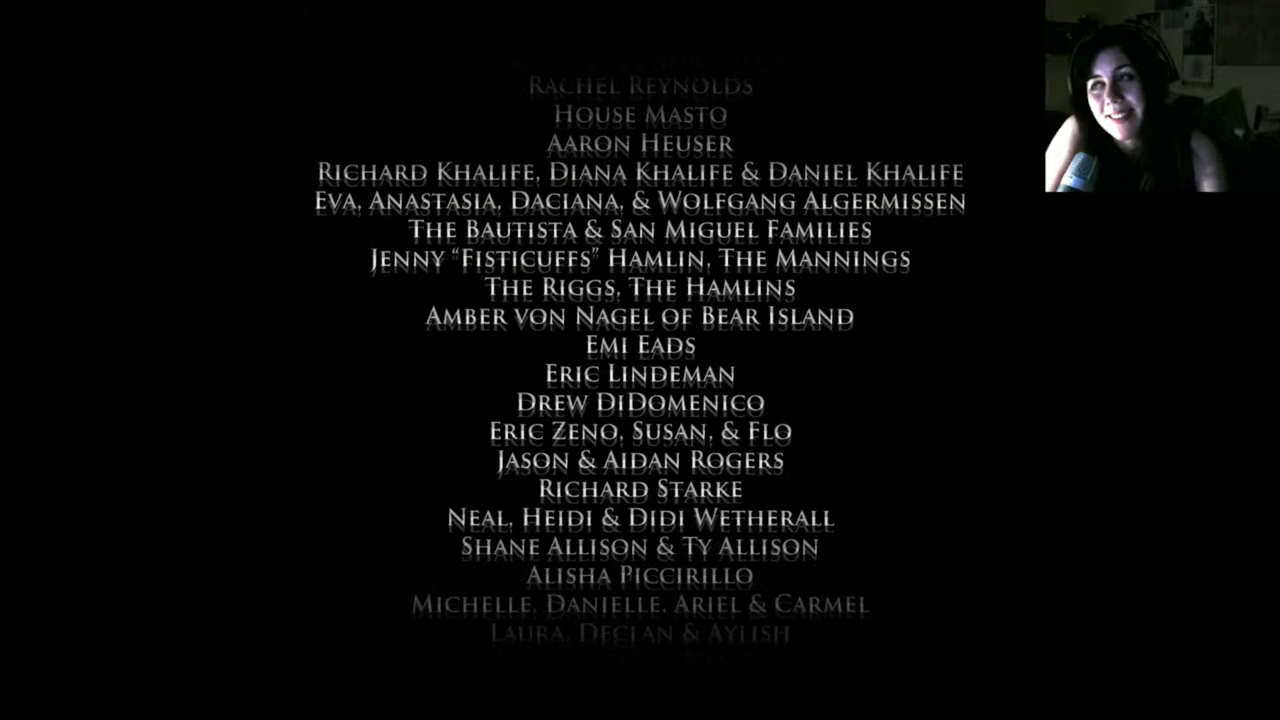 RACHEL REYNOLDS
HOUSE MASTO
AARON HEUSER
RICHARD KHALIFE, DIANA KHALIFE & DANIEL KHALIFE
EVA, ANASTASIA, DACIANA, & WOLFGANG ALGERMISSEN
THE BAUTISTA & SAN MIGUEL FAMILIES
JENNY “FISTICUFFS” HAMLIN, THE MANNINGS
THE RIGGS, THE HAMLINS
AMBER VON NAGEL OF BEAR ISLAND
EMI EADS
ERIC LINDEMAN
DREW DIDOMENICO
ERIC ZENO, SUSAN, & FLO
JASON & AIDAN ROGERS
RICHARD STARKE
NEAL, HEIDI & DIDI WETHERALL
SHANE ALLISON & TY ALLISON
ALISHA PICCIRILLO
MICHELLE, DANIELLE, ARIEL & CARMEL
LAURA, DECLAN & AYLISH